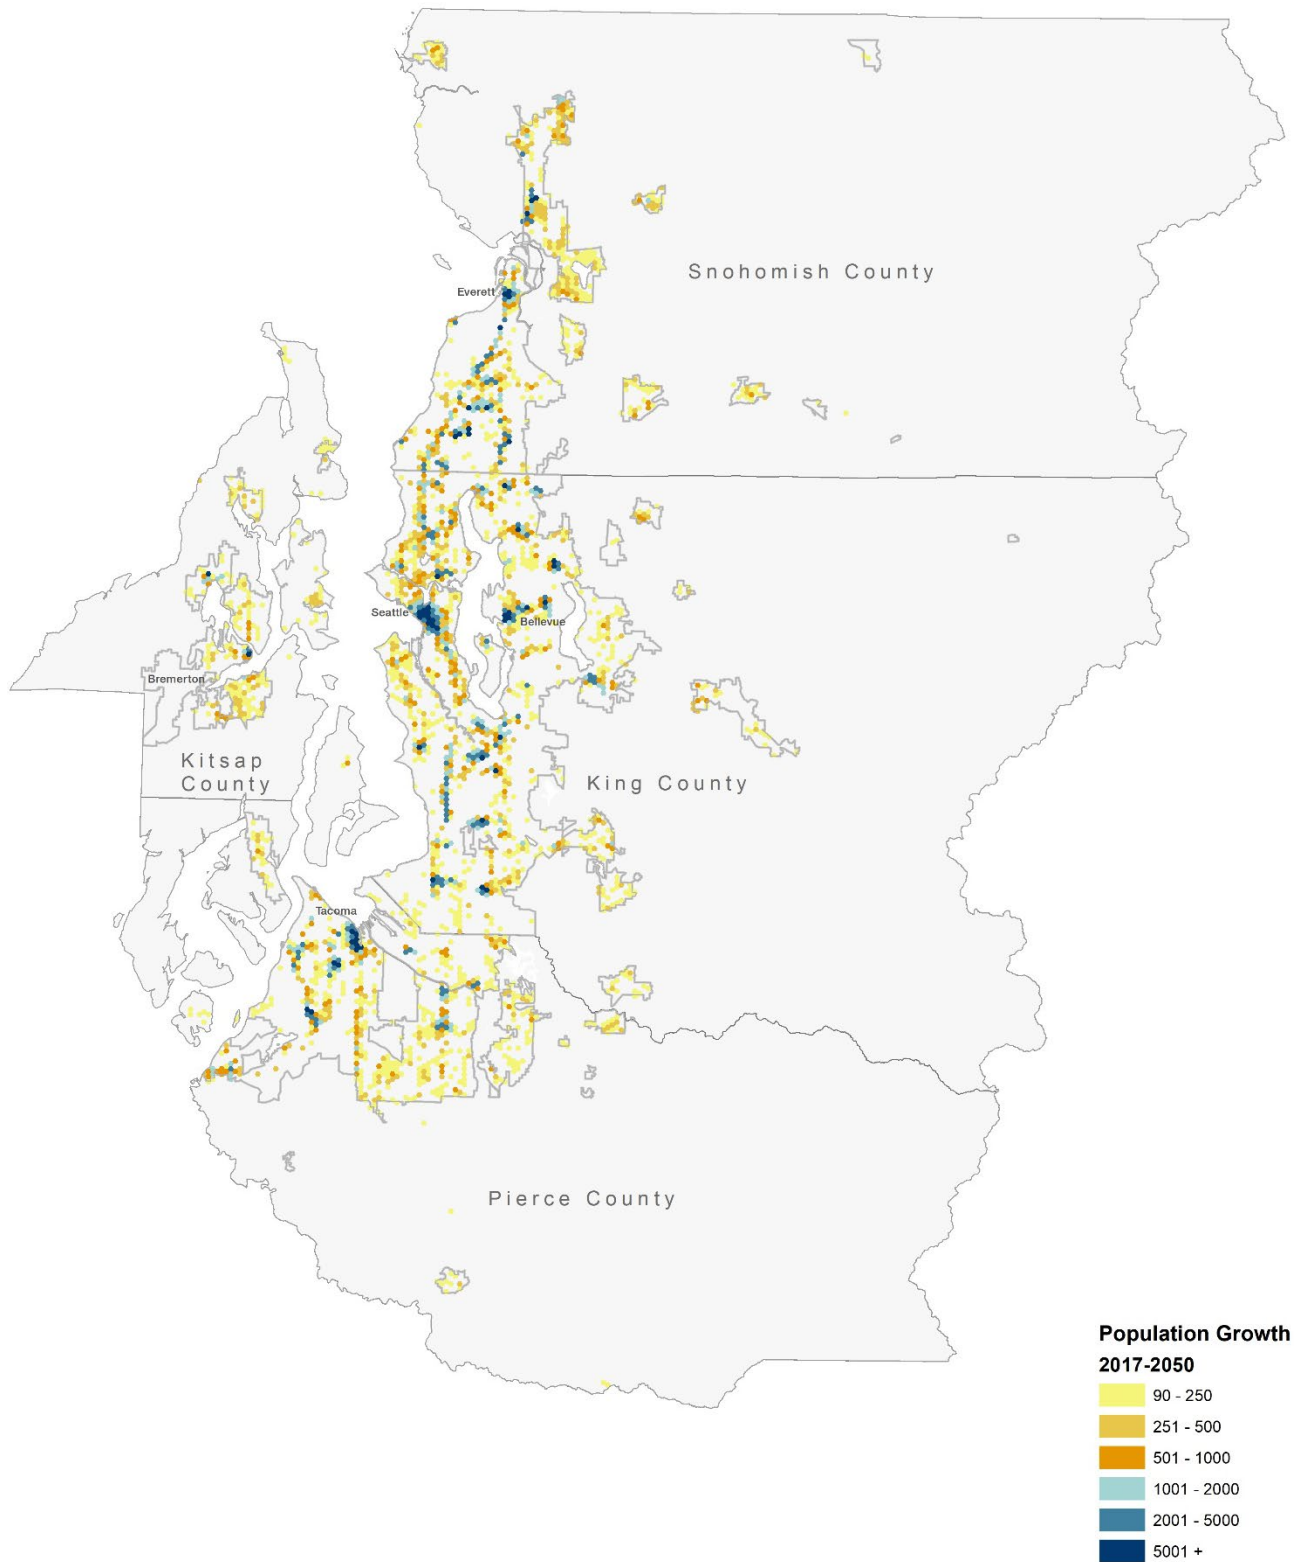 Snohomish County
Everett
Seattle
Bellevue
Bremerton
Kitsap
County
King County
Tacoma
Pierce County
Population Growth
2017-2050
90 - 250
251 - 500
501 - 1000
1001 - 2000
2001 - 5000
5001 +